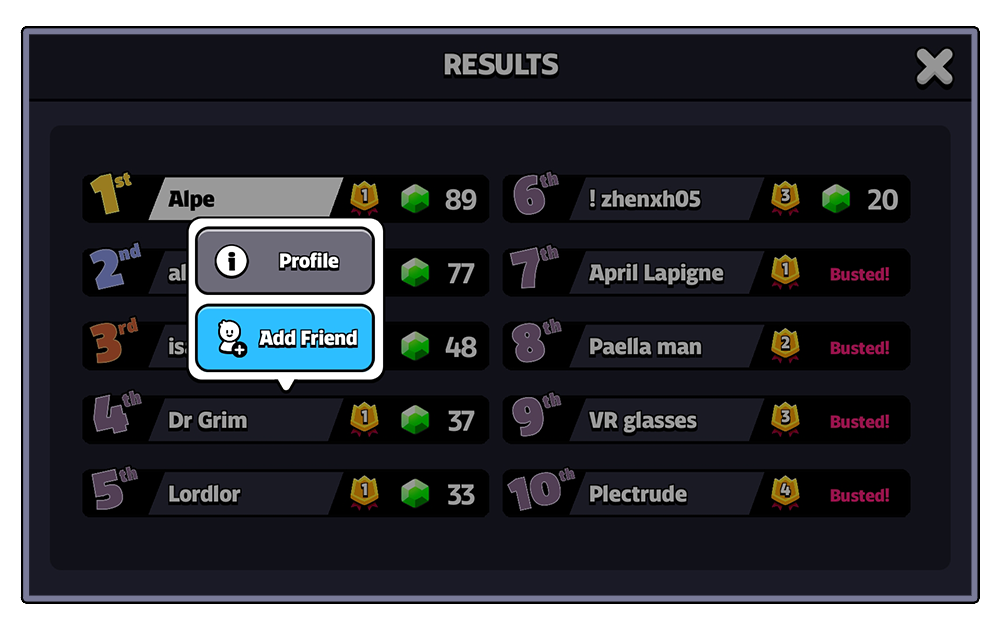 RESULTS
1st Alpe 1 89
2nd al 77
3rd is 48
4th Dr Grim 1 37
5th Lordlor 1 33
6th ! zhenxh05 3 20
7th April Lapigne 1 Busted!
8th Paella man 2 Busted!
9th VR glasses 3 Busted!
10th Plectrude 4 Busted!
Profile
Add Friend